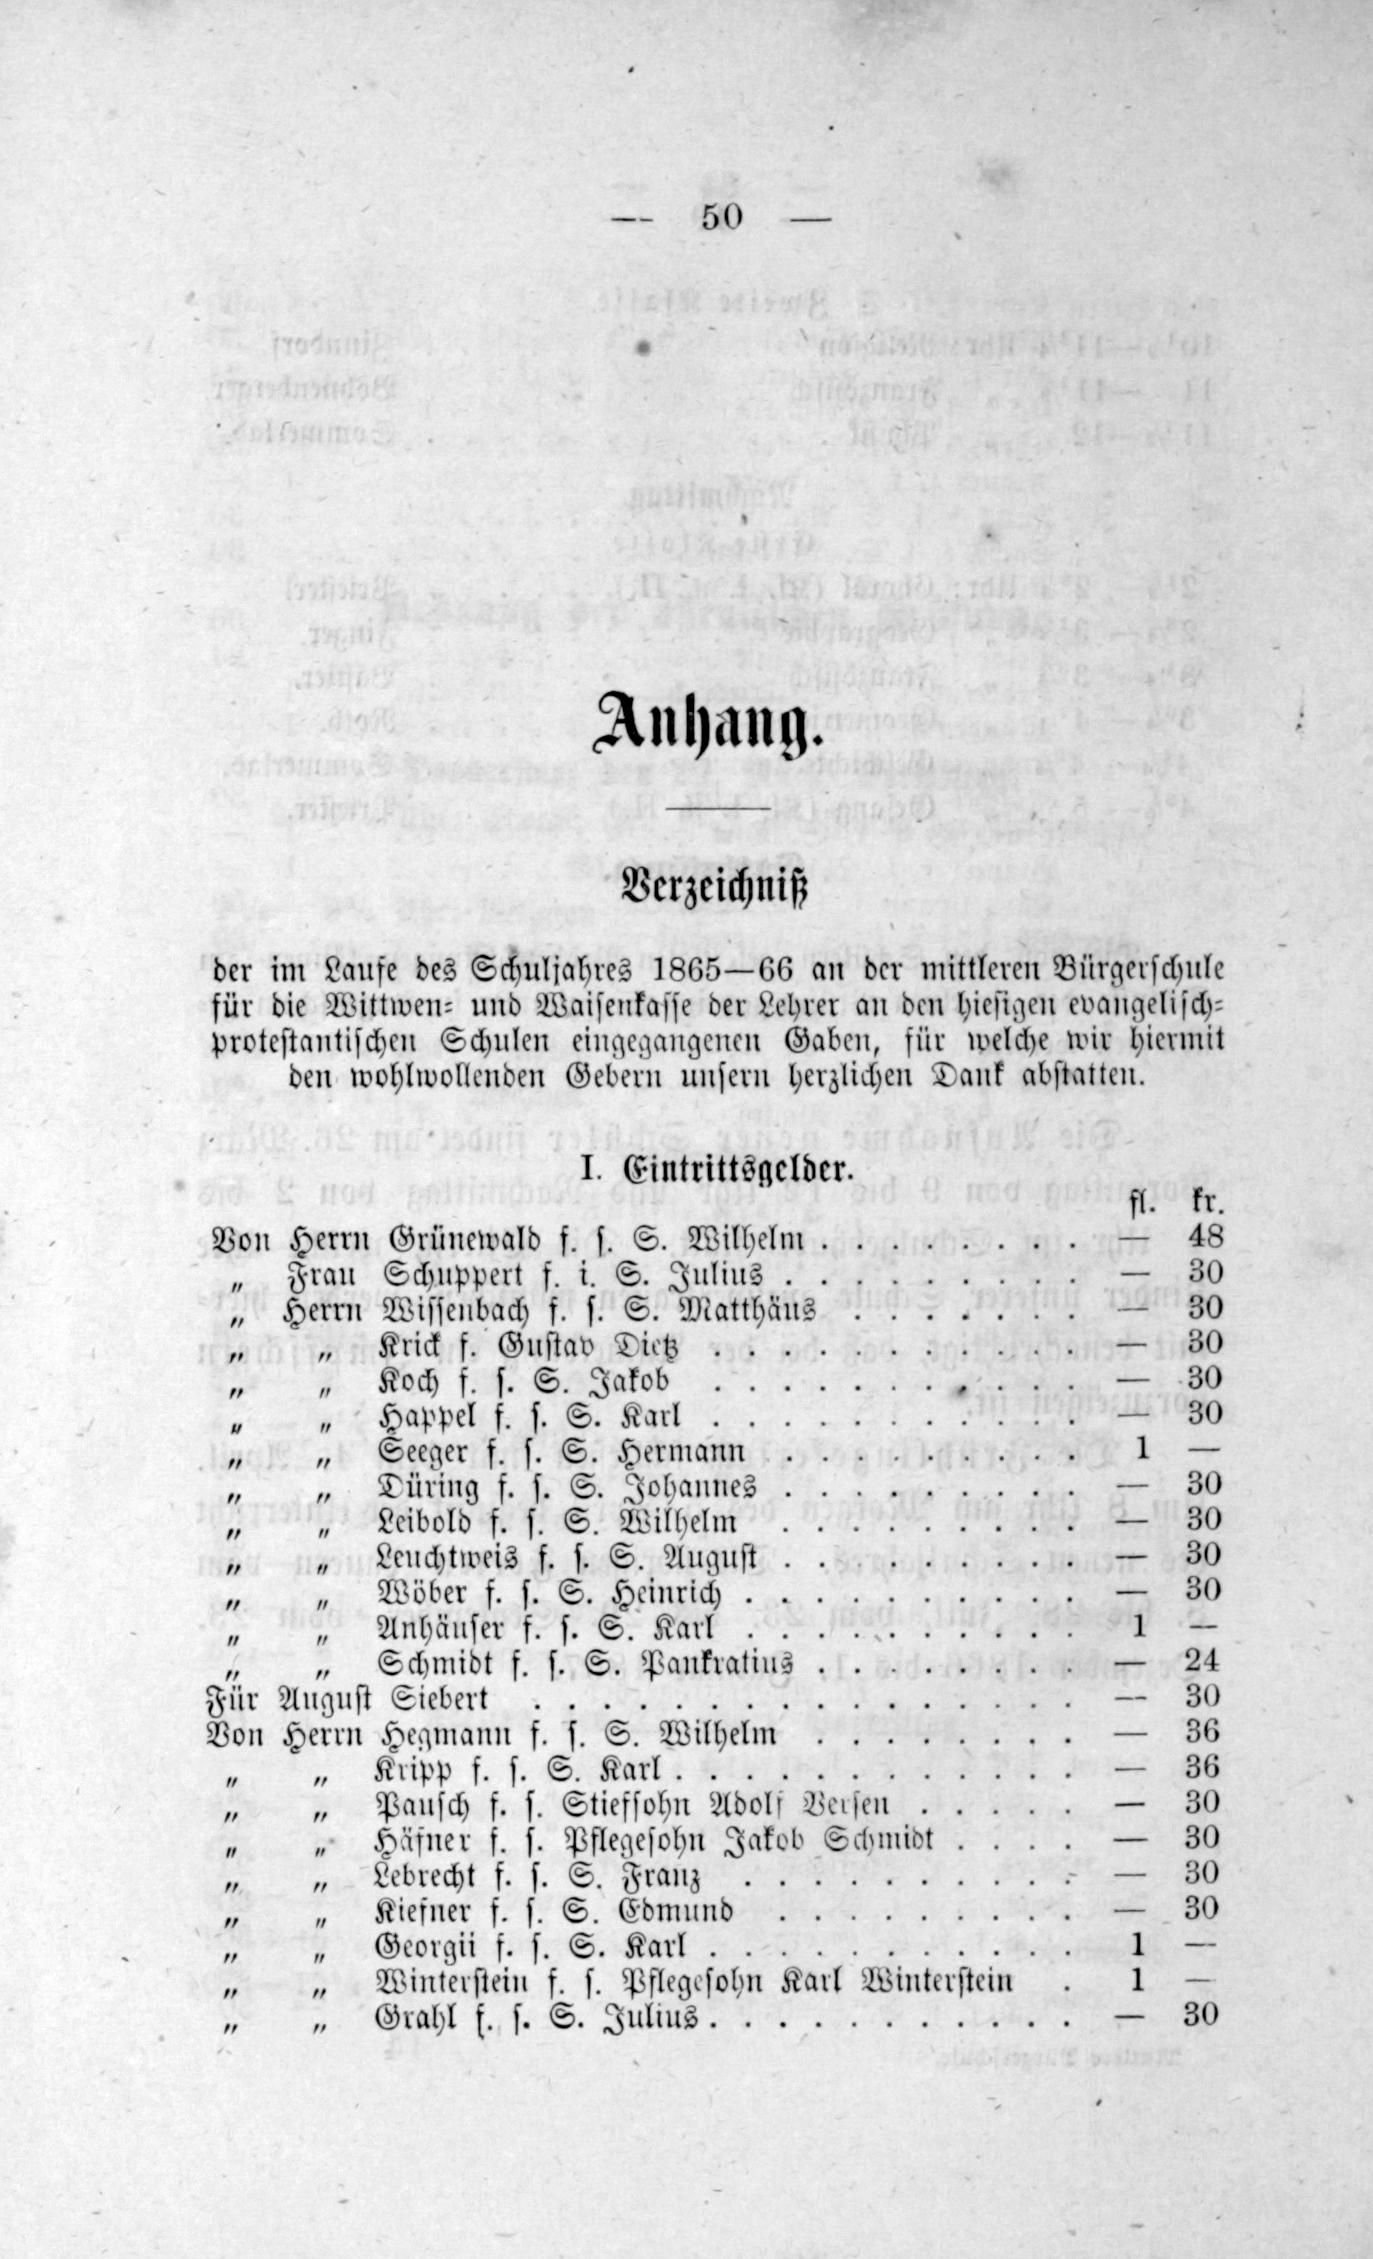 — 50 —
Anhang.
Verzeichniß
der im Laufe des Schuljahres 1865—66 an der mittleren Bürgerschule
für die Wittwen- und Waisenkasse der Lehrer an den hiesigen evangelisch-
protestantischen Schulen eingegangenen Gaben, für welche wir hiermit
den wohlwollenden Gebern unsern herzlichen Dank abstatten.
I. Eintrittsgelder.
fl. kr.
Von Herrn Grünewald f. s. S. Wilhelm . . . . . . . . — 48
„ Frau Schuppert f. i. S. Julius . . . . . . . . . — 30
„ Herrn Wissenbach f. s. S. Matthäus . . . . . . . — 30
„ „ Krick f. Gustav Dietz . . . . . . . . . . . — 30
„ „ Koch f. s. S. Jakob . . . . . . . . . . . — 30
„ „ Happel f. s. S. Karl . . . . . . . . . . . — 30
„ „ Seeger f. s. S. Hermann . . . . . . . . . 1 —
„ „ Düring f. s. S. Johannes . . . . . . . . . — 30
„ „ Leibold f. s. S. Wilhelm . . . . . . . . . — 30
„ „ Leuchtweis f. s. S. August . . . . . . . . . — 30
„ „ Wöber f. s. S. Heinrich . . . . . . . . . . — 30
„ „ Anhäuser f. s. S. Karl . . . . . . . . . . 1 —
„ „ Schmidt f. s. S. Pankratius . . . . . . . . — 24
Für August Siebert . . . . . . . . . . . . . . . . — 30
Von Herrn Hegmann f. s. S. Wilhelm . . . . . . . . — 36
„ „ Kripp f. s. S. Karl . . . . . . . . . . . . — 36
„ „ Pausch f. s. Stiefsohn Adolf Versen . . . . . — 30
„ „ Häfner f. s. Pflegesohn Jakob Schmidt . . . . — 30
„ „ Lebrecht f. s. S. Franz . . . . . . . . . . — 30
„ „ Kiefner f. s. S. Edmund . . . . . . . . . — 30
„ „ Georgii f. s. S. Karl . . . . . . . . . . . 1 —
„ „ Winterstein f. s. Pflegesohn Karl Winterstein . 1 —
„ „ Grahl f. s. S. Julius . . . . . . . . . . . — 30